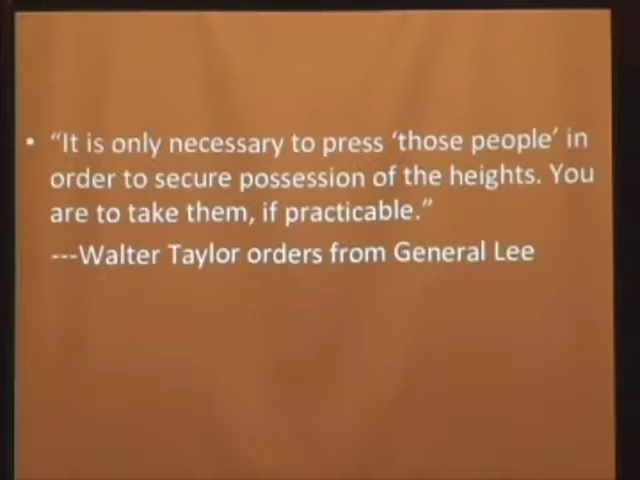 • “It is only necessary to press ‘those people’ in
order to secure possession of the heights. You
are to take them, if practicable.”
---Walter Taylor orders from General Lee